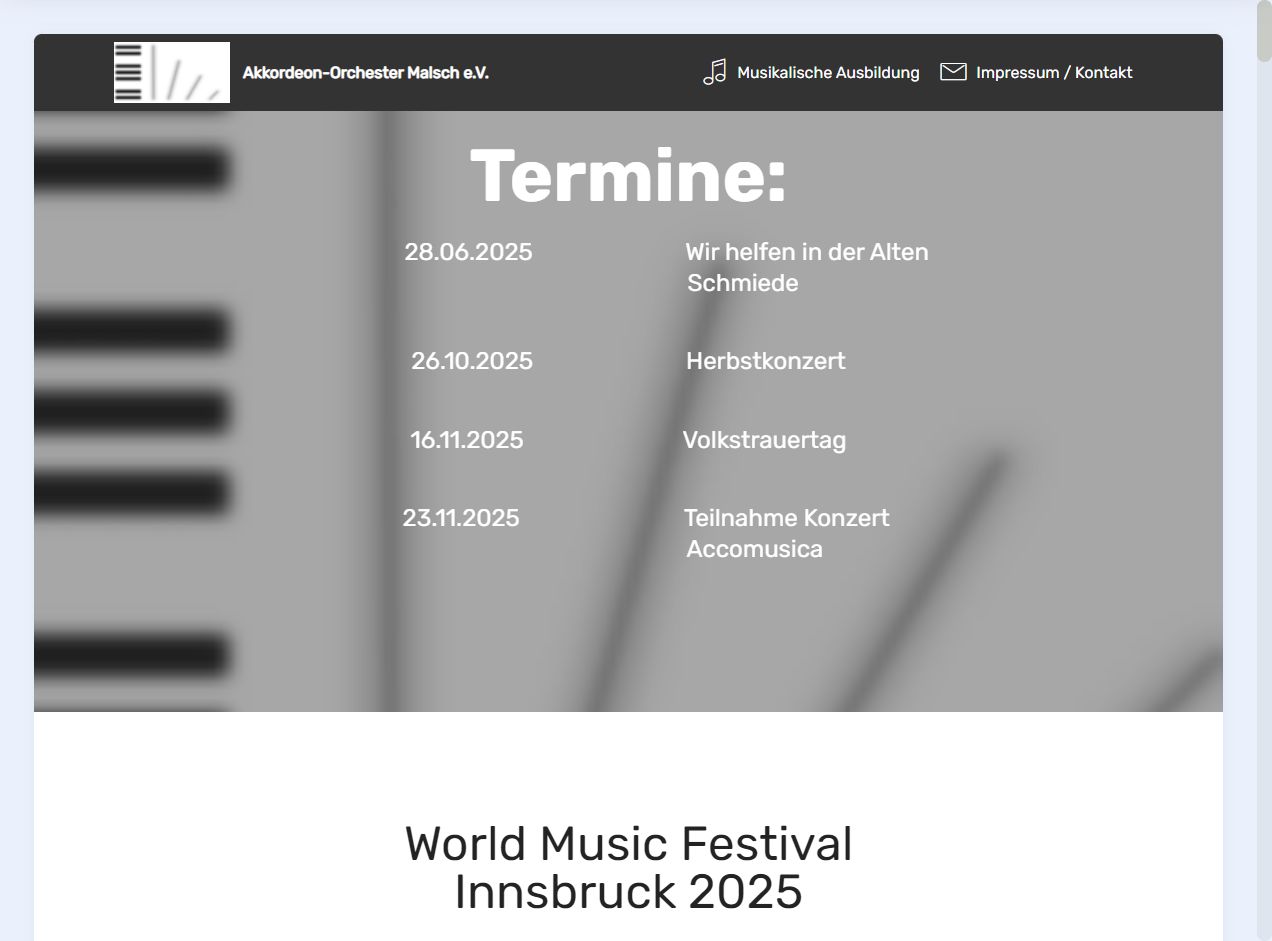 Akkordeon-Orchester Malsch e.V.
Musikalische Ausbildung
Impressum / Kontakt
Termine:
28.06.2025 Wir helfen in der Alten
Schmiede
26.10.2025 Herbstkonzert
16.11.2025 Volkstrauertag
23.11.2025 Teilnahme Konzert
Accomusica
World Music Festival
Innsbruck 2025